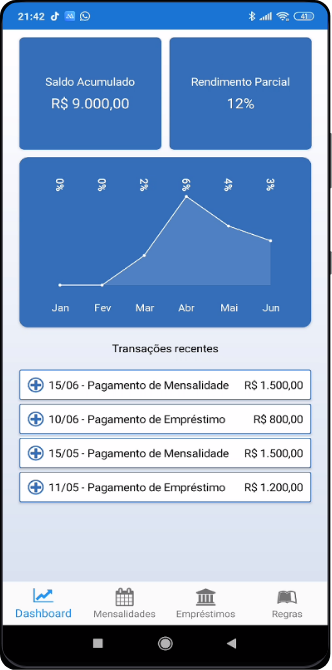 21:42
41
Saldo Acumulado
R$ 9.000,00
Rendimento Parcial
12%
0% 0% 2% 6% 4% 3%
Jan Fev Mar Abr Mai Jun
Transações recentes
15/06 - Pagamento de Mensalidade R$ 1.500,00
10/06 - Pagamento de Empréstimo R$ 800,00
15/05 - Pagamento de Mensalidade R$ 1.500,00
11/05 - Pagamento de Empréstimo R$ 1.200,00
Dashboard Mensalidades Empréstimos Regras